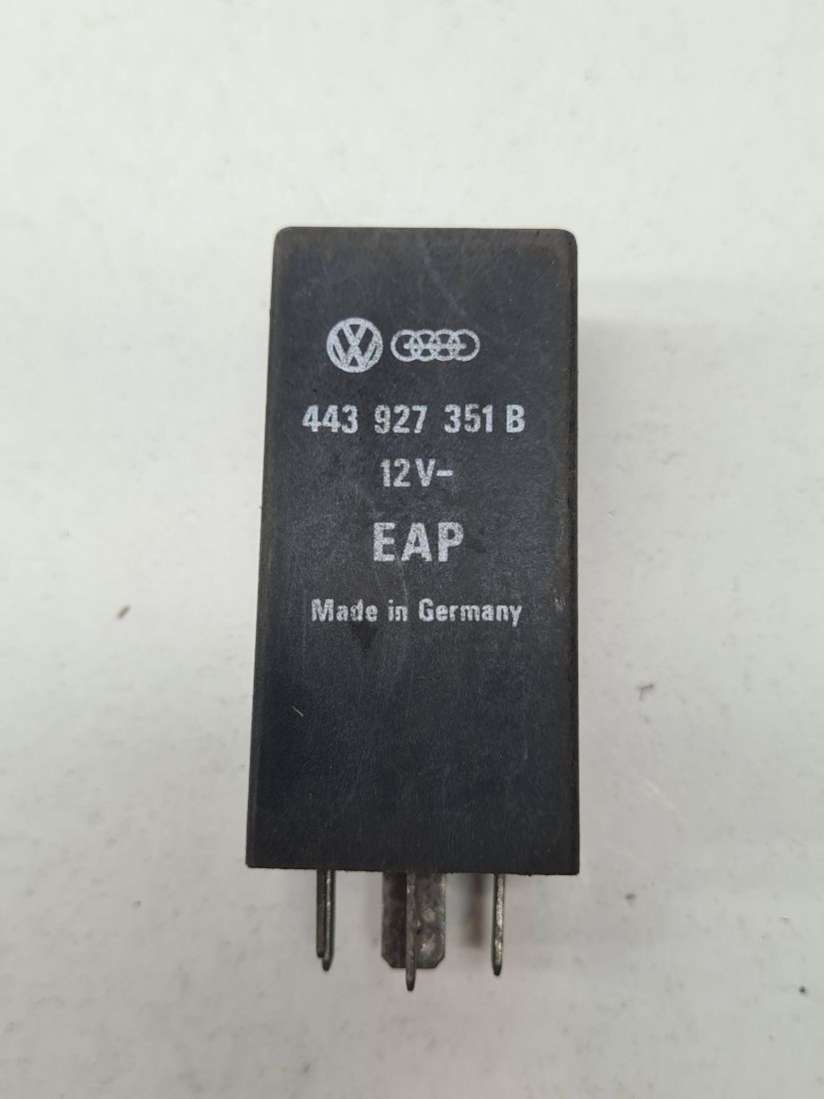 443 927 351 B
12V-
EAP
Made in Germany